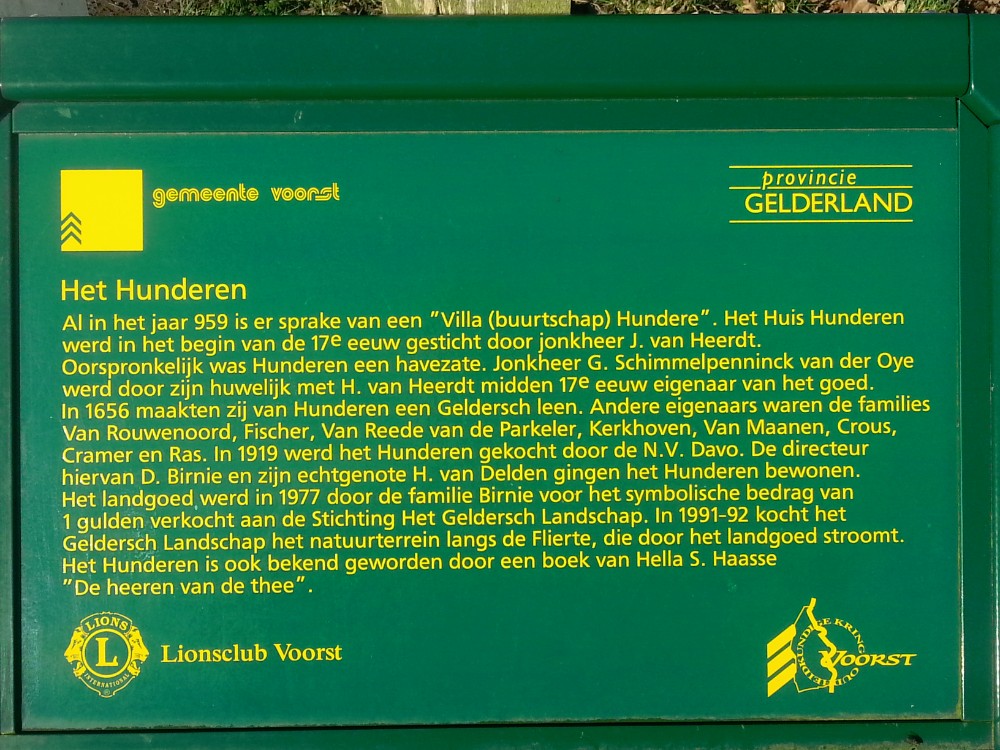 gemeente voorst
provincie
GELDERLAND
Het Hunderen
Al in het jaar 959 is er sprake van een "Villa (buurtschap) Hundere". Het Huis Hunderen
werd in het begin van de 17e eeuw gesticht door jonkheer J. van Heerdt.
Oorspronkelijk was Hunderen een havezate. Jonkheer G. Schimmelpenninck van der Oye
werd door zijn huwelijk met H. van Heerdt midden 17e eeuw eigenaar van het goed.
In 1656 maakten zij van Hunderen een Geldersch leen. Andere eigenaars waren de families
Van Rouwenoord, Fischer, Van Reede van de Parkeler, Kerkhoven, Van Maanen, Crous,
Cramer en Ras. In 1919 werd het Hunderen gekocht door de N.V. Davo. De directeur
hiervan D. Birnie en zijn echtgenote H. van Delden gingen het Hunderen bewonen.
Het landgoed werd in 1977 door de familie Birnie voor het symbolische bedrag van
1 gulden verkocht aan de Stichting Het Geldersch Landschap. In 1991-92 kocht het
Geldersch Landschap het natuurterrein langs de Flierte, die door het landgoed stroomt.
Het Hunderen is ook bekend geworden door een boek van Hella S. Haasse
"De heeren van de thee".
LIONS
L
INTERNATIONAL
®
Lionsclub Voorst
OUDHEIDKUNDIGE KRING
VOORST